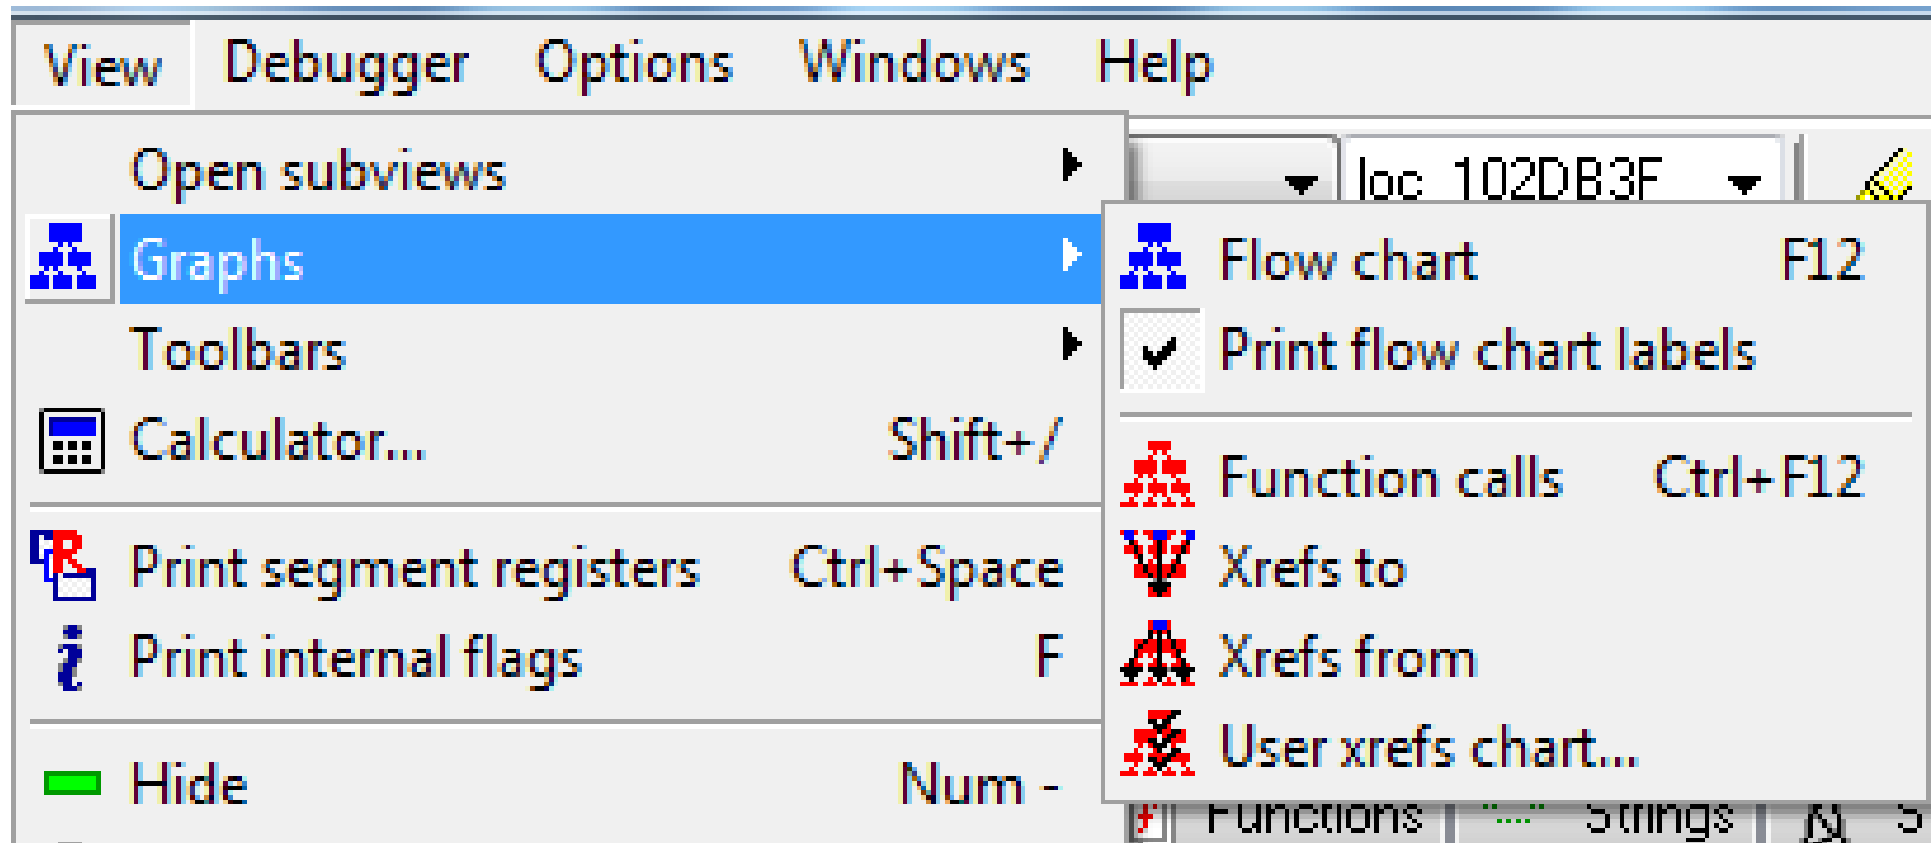 View Debugger Options Windows Help
loc_102DB3F
Open subviews
Graphs
Toolbars
Calculator... Shift+/
Print segment registers Ctrl+Space
Print internal flags F
Hide Num -
Flow chart F12
Print flow chart labels
Function calls Ctrl+F12
Xrefs to
Xrefs from
User xrefs chart...
Functions Strings S